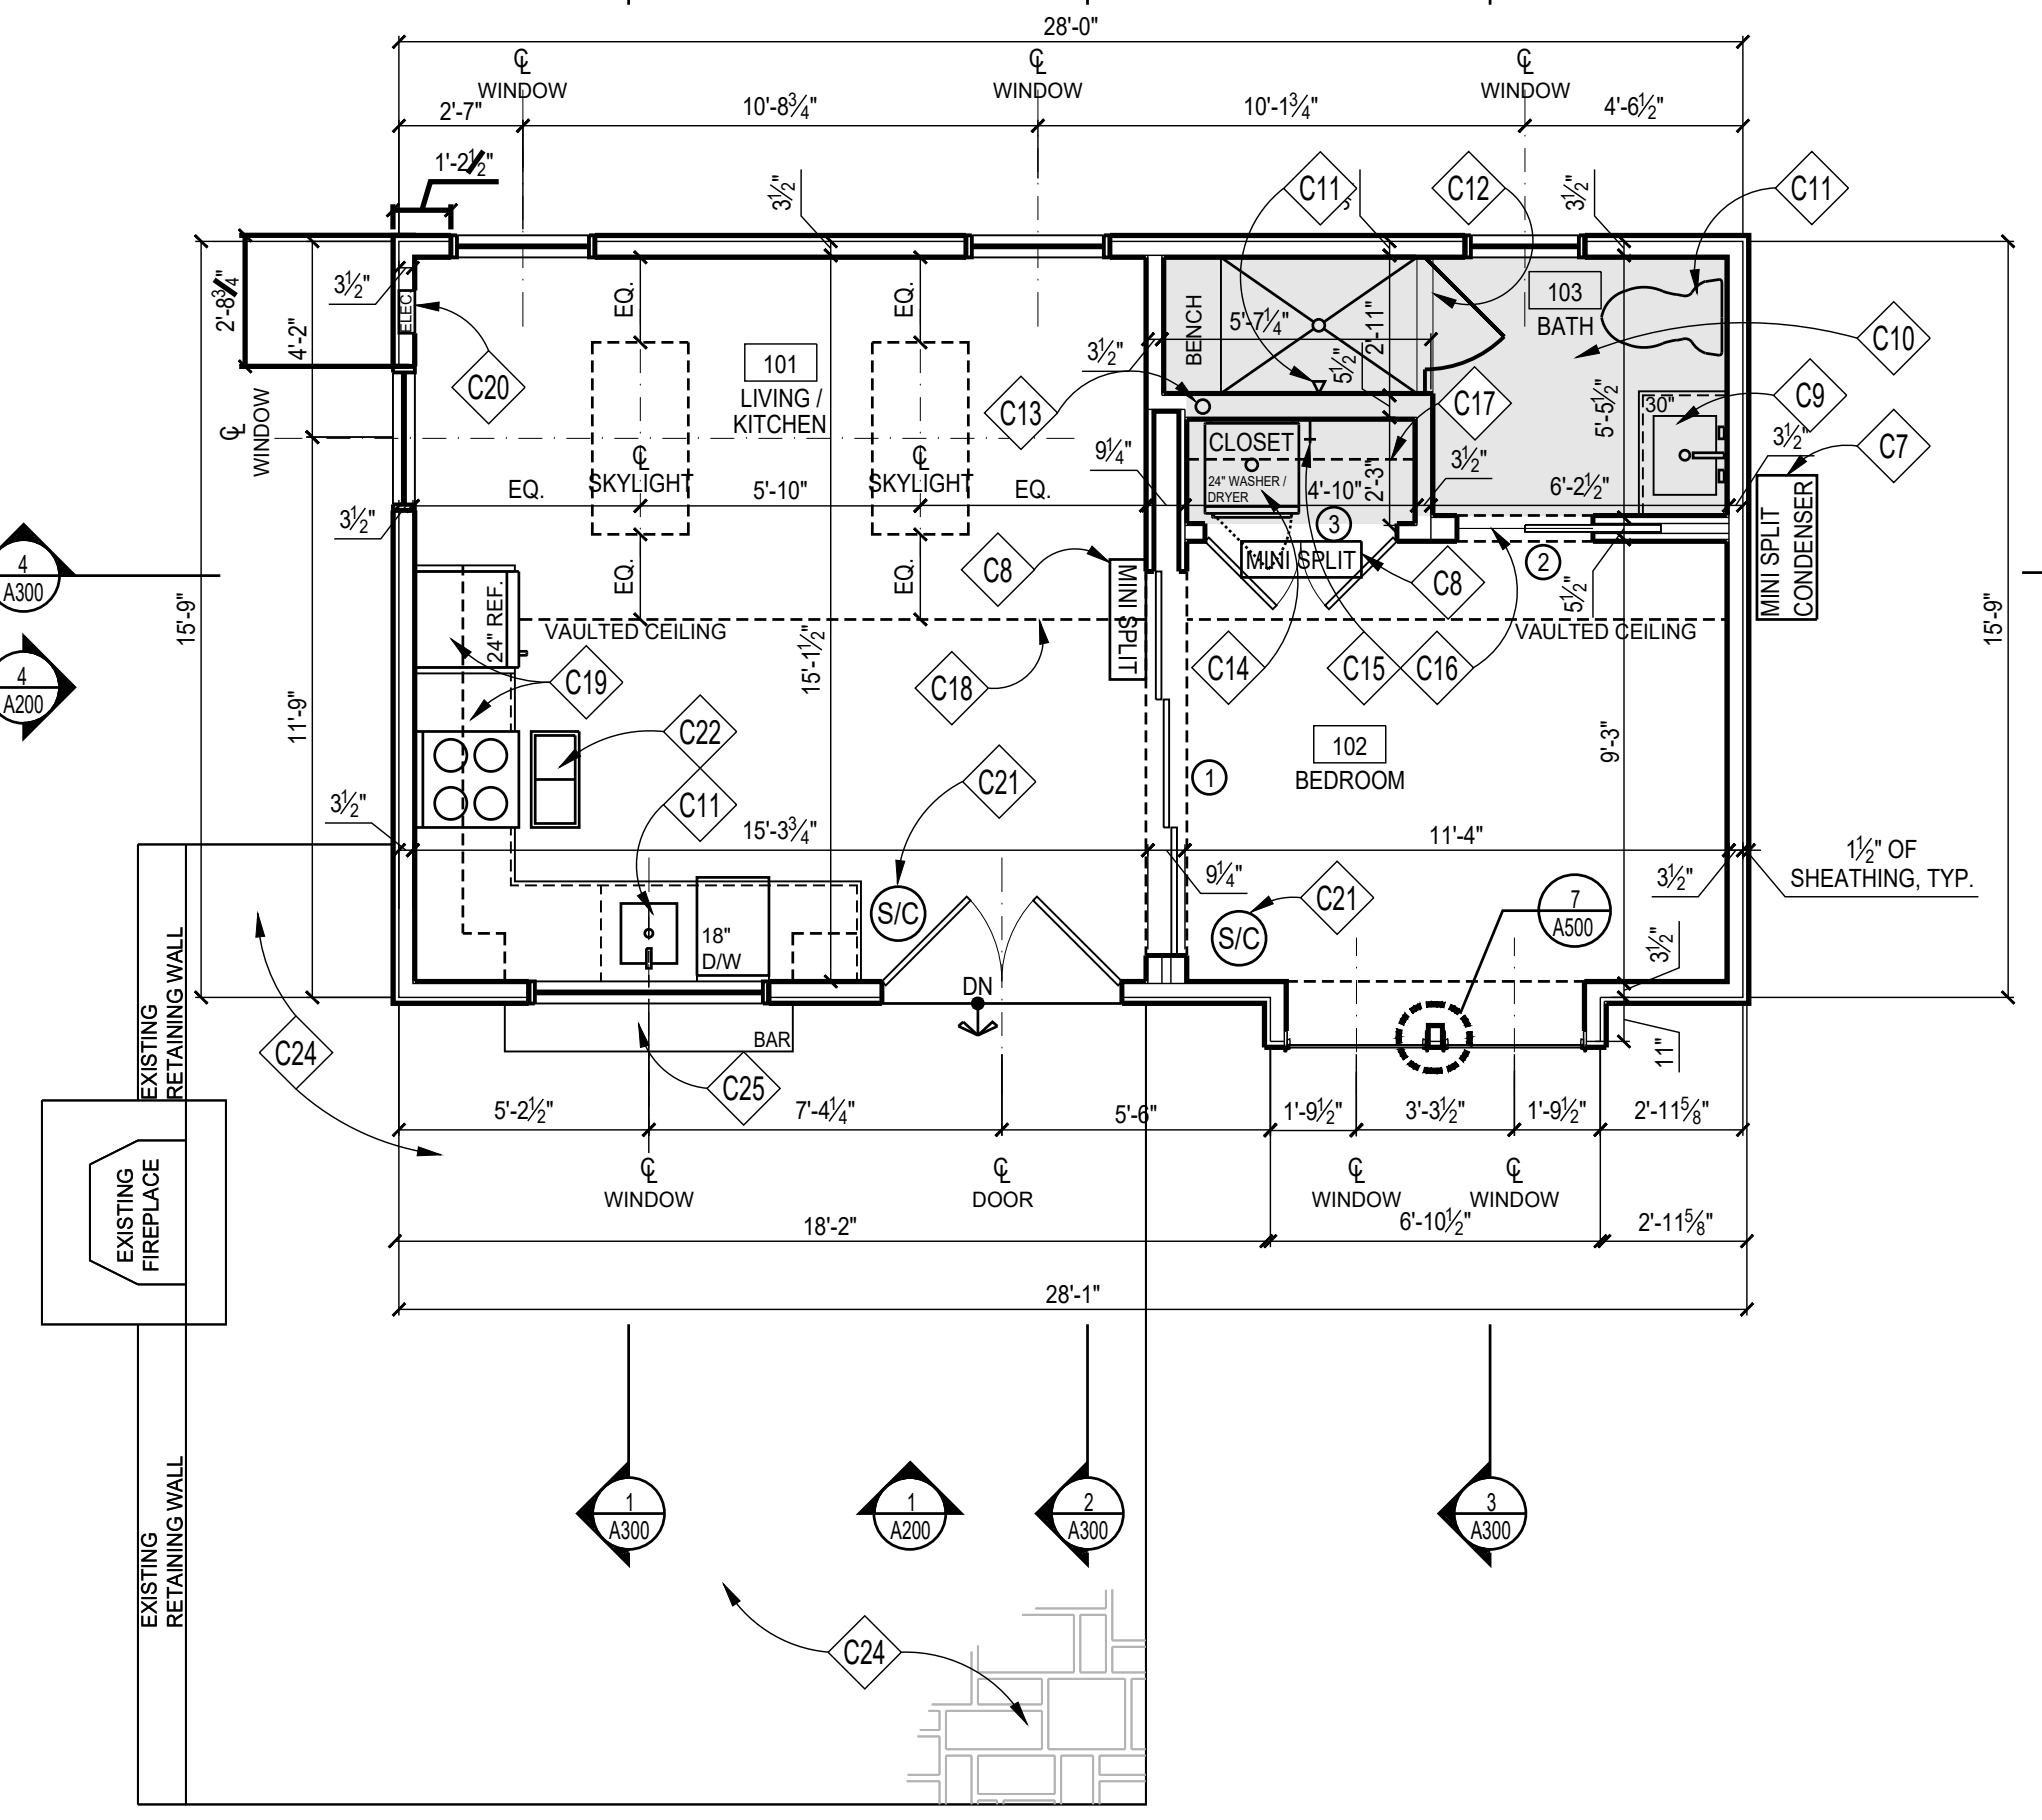 28'-0"
℄
WINDOW
℄
WINDOW
℄
WINDOW
2'-7"
10'-8¾"
10'-1¾"
4'-6½"
1'-2½"
3½"
C11
C12
3½"
C11
2'-8¾"
4'-2"
3½"
ELEC
EQ.
EQ.
BENCH
5'-7¼"
2'-11"
103
BATH
C10
C20
101
LIVING /
KITCHEN
3½"
5½"
C13
C17
5'-5½"
30"
C9
℄
WINDOW
9¼"
CLOSET
24" WASHER /
DRYER
4'-10"
2'-3"
3½"
3½"
C7
℄
SKYLIGHT
℄
SKYLIGHT
EQ.
5'-10"
EQ.
6'-2½"
3½"
3
MINI SPLIT
2
MINI SPLIT
CONDENSER
4
A300
15'-9"
EQ.
EQ.
C8
C8
5½"
15'-9"
24" REF.
VAULTED CEILING
MINI SPLIT
VAULTED CEILING
4
A200
15'-1½"
C19
C18
C14
C15
C16
11'-9"
C22
C21
102
BEDROOM
1
9'-3"
C11
3½"
15'-3¾"
11'-4"
1½" OF
SHEATHING, TYP.
9¼"
C21
3½"
S/C
S/C
7
A500
18"
D/W
3½"
DN
EXISTING
RETAINING WALL
C24
BAR
C25
11"
5'-2½"
7'-4¼"
5'-6"
1'-9½"
3'-3½"
1'-9½"
2'-11⅝"
EXISTING
FIREPLACE
℄
WINDOW
℄
DOOR
℄
WINDOW
℄
WINDOW
18'-2"
6'-10½"
2'-11⅝"
28'-1"
EXISTING
RETAINING WALL
1
A300
1
A200
2
A300
3
A300
C24